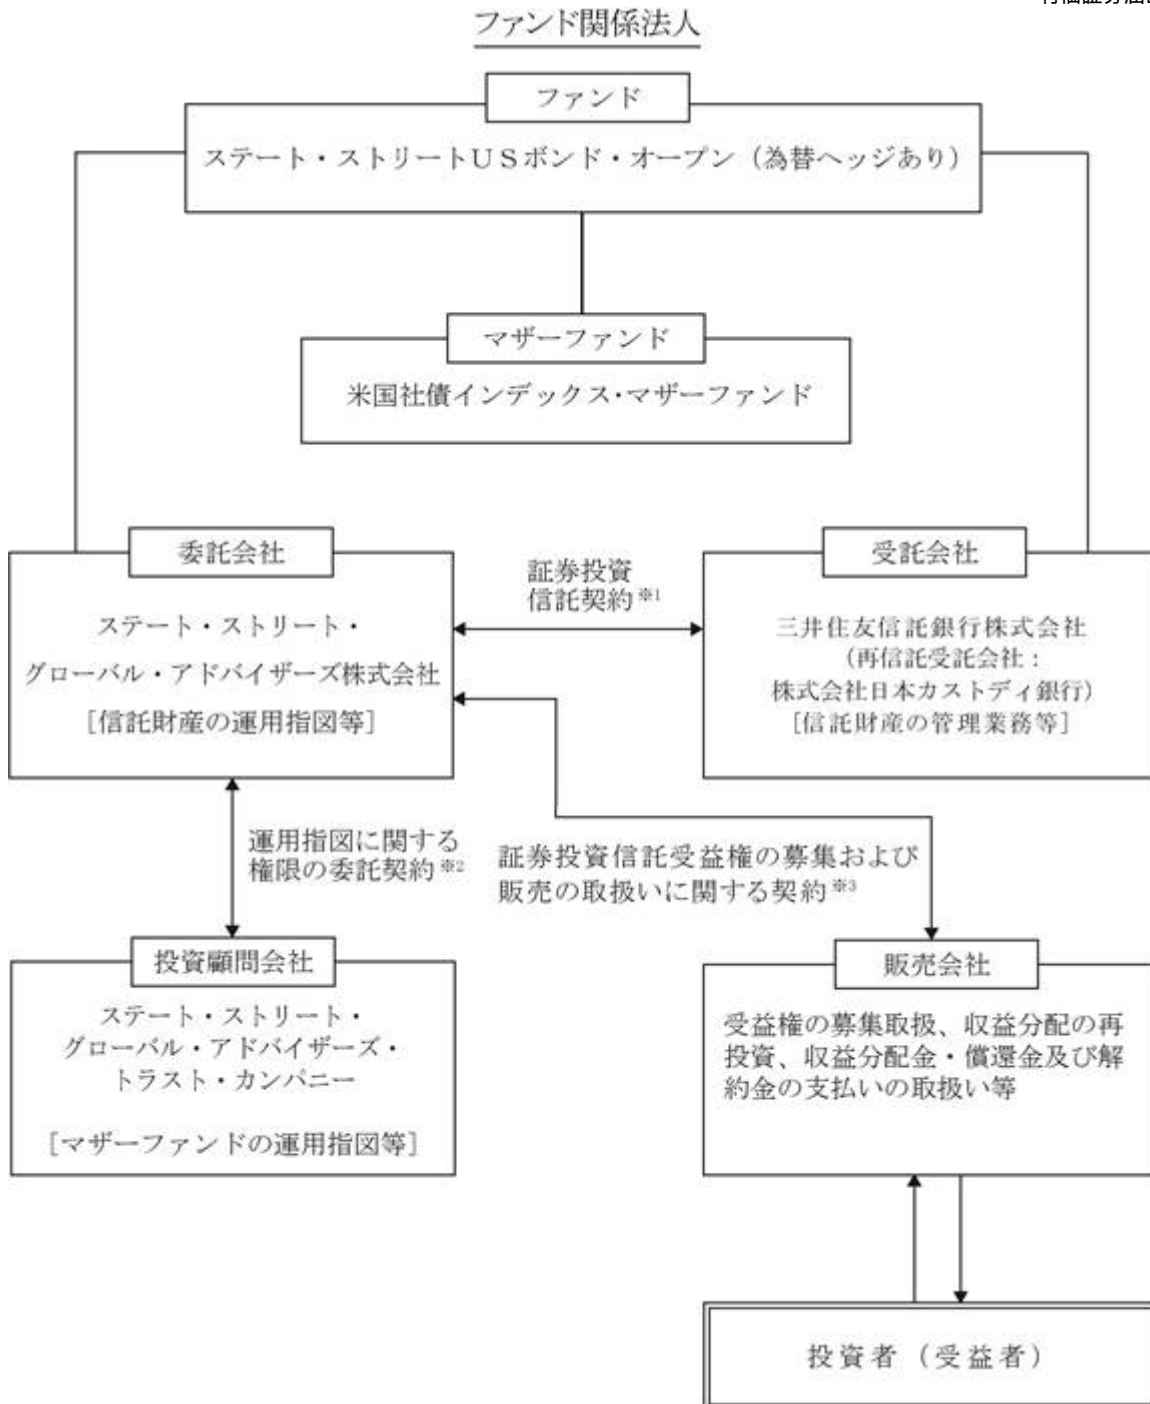 ファンド関係法人
ファンド
ステート・ストリートＵＳボンド・オープン（為替ヘッジあり）
マザーファンド
米国社債インデックス・マザーファンド
委託会社
ステート・ストリート・
グローバル・アドバイザーズ株式会社
［信託財産の運用指図等］
証券投資
信託契約※1
受託会社
三井住友信託銀行株式会社
（再信託受託会社：
株式会社日本カストディ銀行）
［信託財産の管理業務等］
運用指図に関する
権限の委託契約※2
証券投資信託受益権の募集および
販売の取扱いに関する契約※3
投資顧問会社
ステート・ストリート・
グローバル・アドバイザーズ・
トラスト・カンパニー
［マザーファンドの運用指図等］
販売会社
受益権の募集取扱、収益分配の再
投資、収益分配金・償還金及び解
約金の支払いの取扱い等
投資者（受益者）